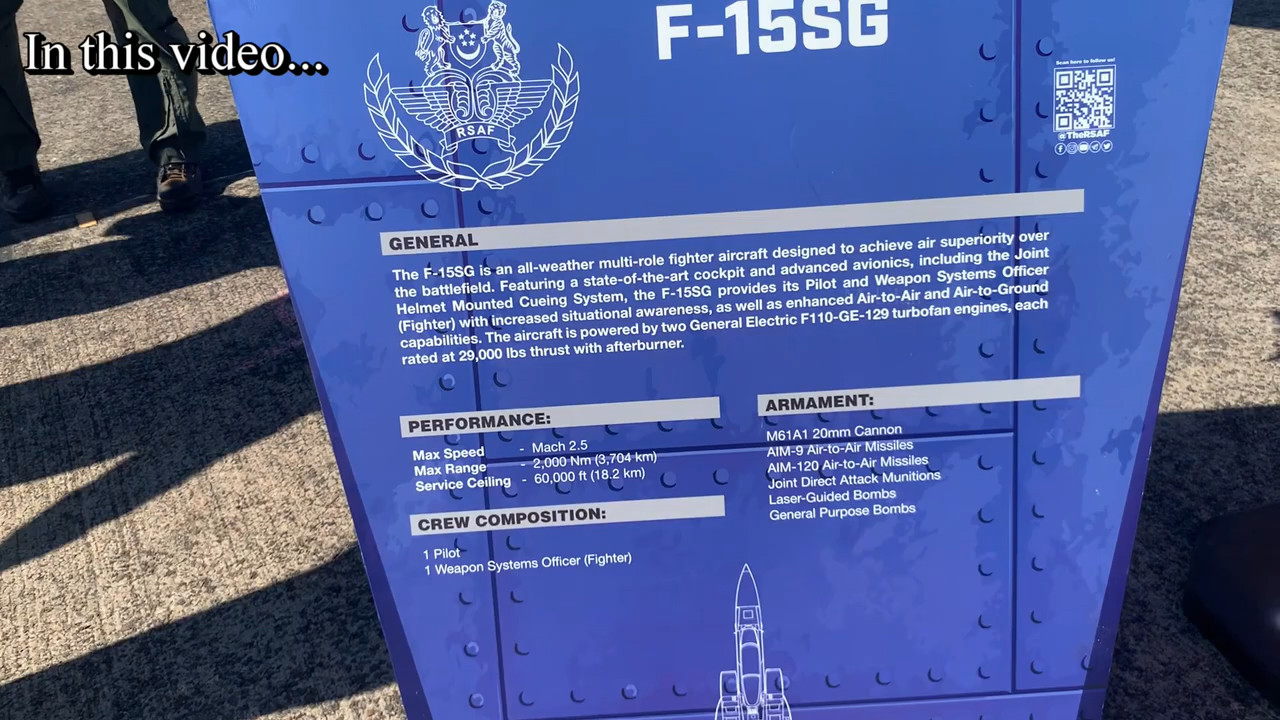 In this video...
F-15SG
RSAF
Scan here to follow us!
@TheRSAF
GENERAL
The F-15SG is an all-weather multi-role fighter aircraft designed to achieve air superiority over
the battlefield. Featuring a state-of-the-art cockpit and advanced avionics, including the Joint
Helmet Mounted Cueing System, the F-15SG provides its Pilot and Weapon Systems Officer
(Fighter) with increased situational awareness, as well as enhanced Air-to-Air and Air-to-Ground
capabilities. The aircraft is powered by two General Electric F110-GE-129 turbofan engines, each
rated at 29,000 lbs thrust with afterburner.
PERFORMANCE:
Max Speed - Mach 2.5
Max Range - 2,000 Nm (3,704 km)
Service Ceiling - 60,000 ft (18.2 km)
CREW COMPOSITION:
1 Pilot
1 Weapon Systems Officer (Fighter)
ARMAMENT:
M61A1 20mm Cannon
AIM-9 Air-to-Air Missiles
AIM-120 Air-to-Air Missiles
Joint Direct Attack Munitions
Laser-Guided Bombs
General Purpose Bombs